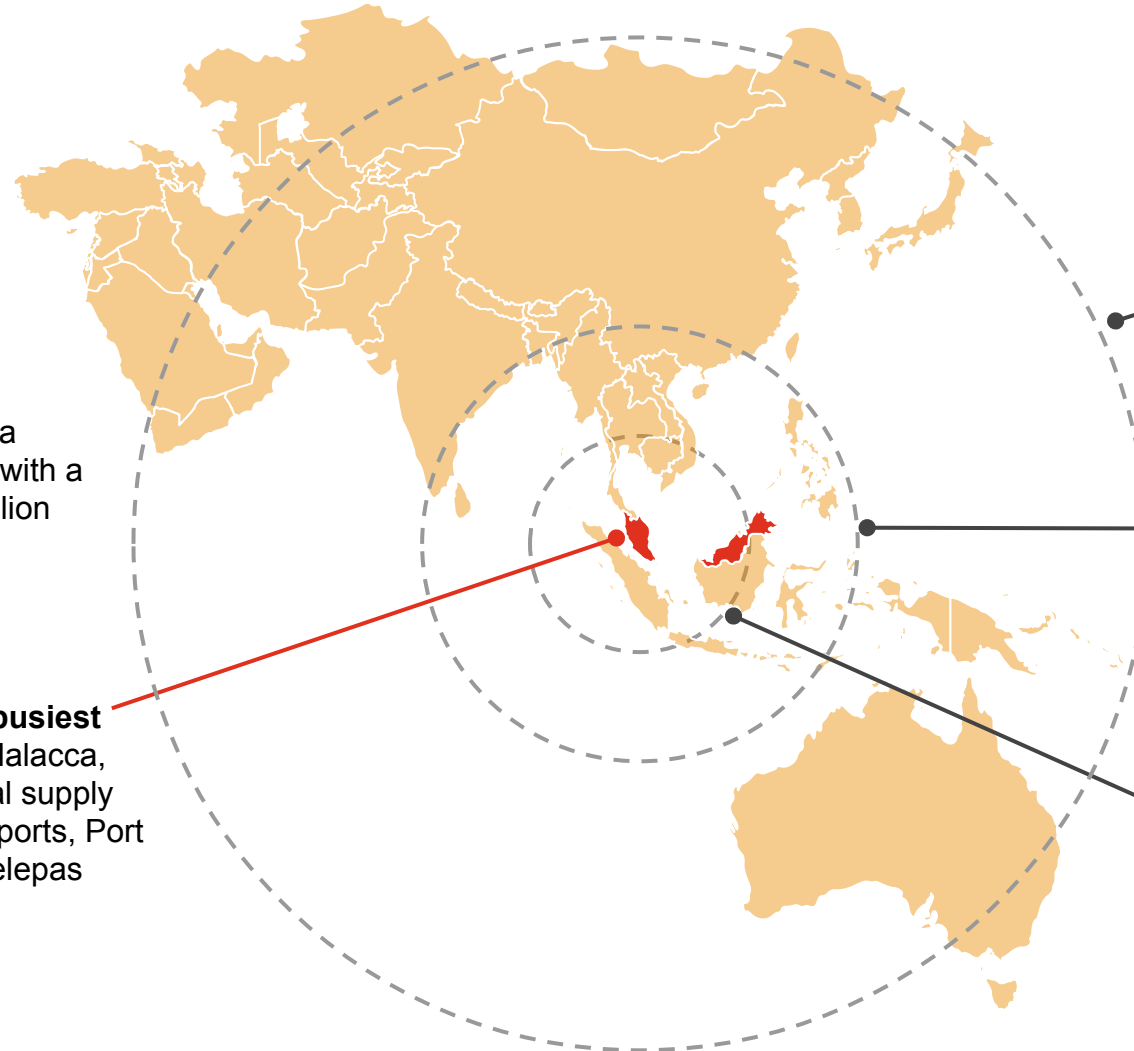 a
with a
lion
busiest
Malacca,
al supply
ports, Port
elepas